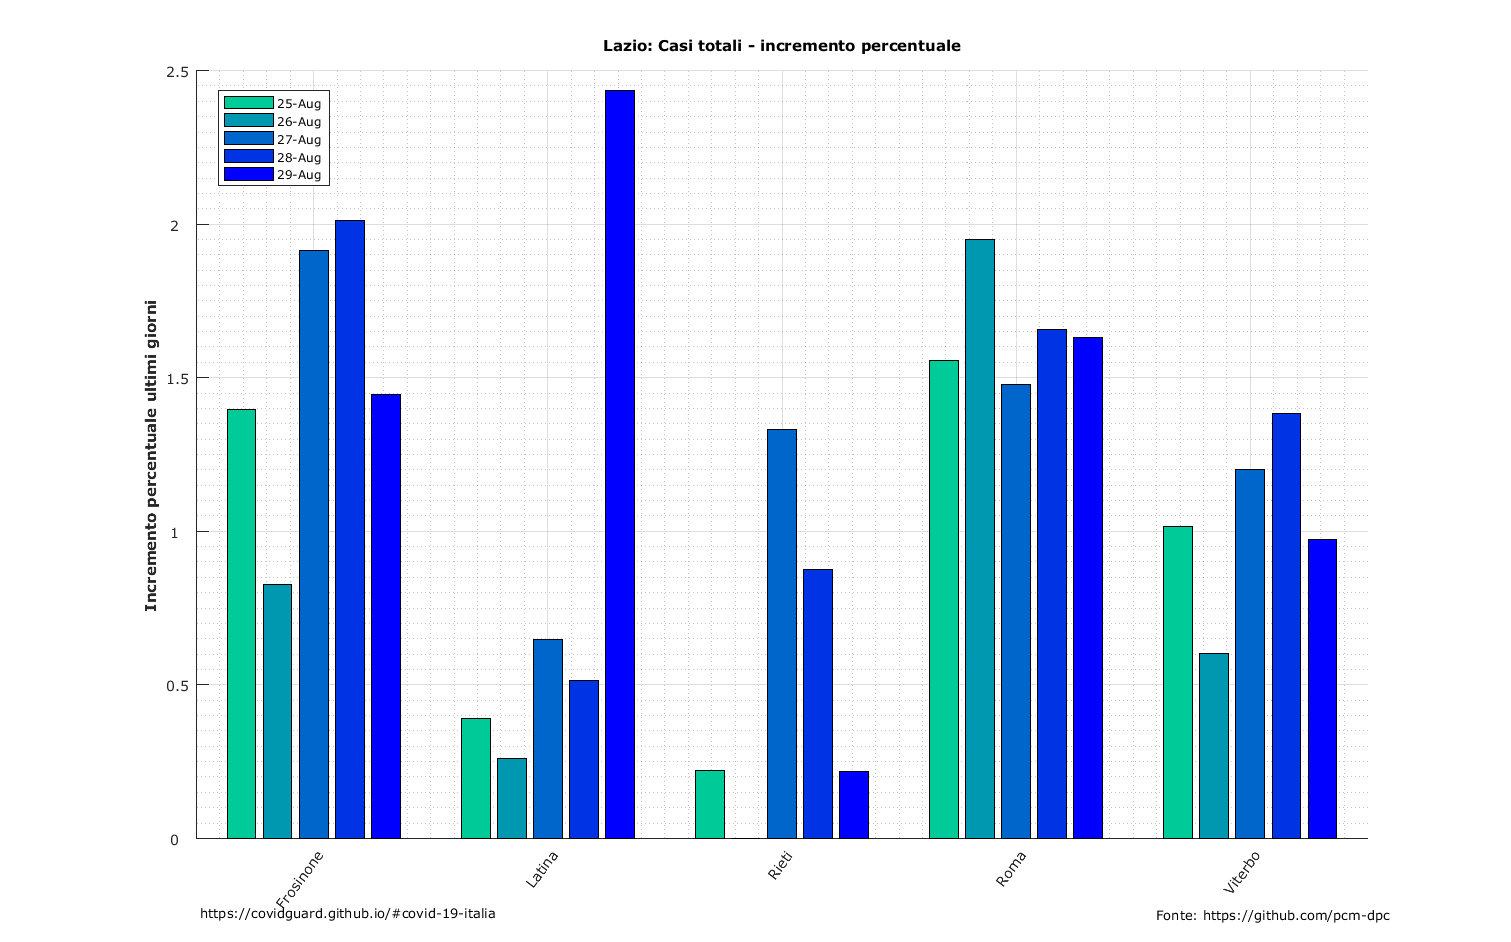 Lazio: Casi totali - incremento percentuale
2.5
2
1.5
1
0.5
0
Incremento percentuale ultimi giorni
25-Aug
26-Aug
27-Aug
28-Aug
29-Aug
Frosinone
Latina
Rieti
Roma
Viterbo
https://covidguard.github.io/#covid-19-italia
Fonte: https://github.com/pcm-dpc